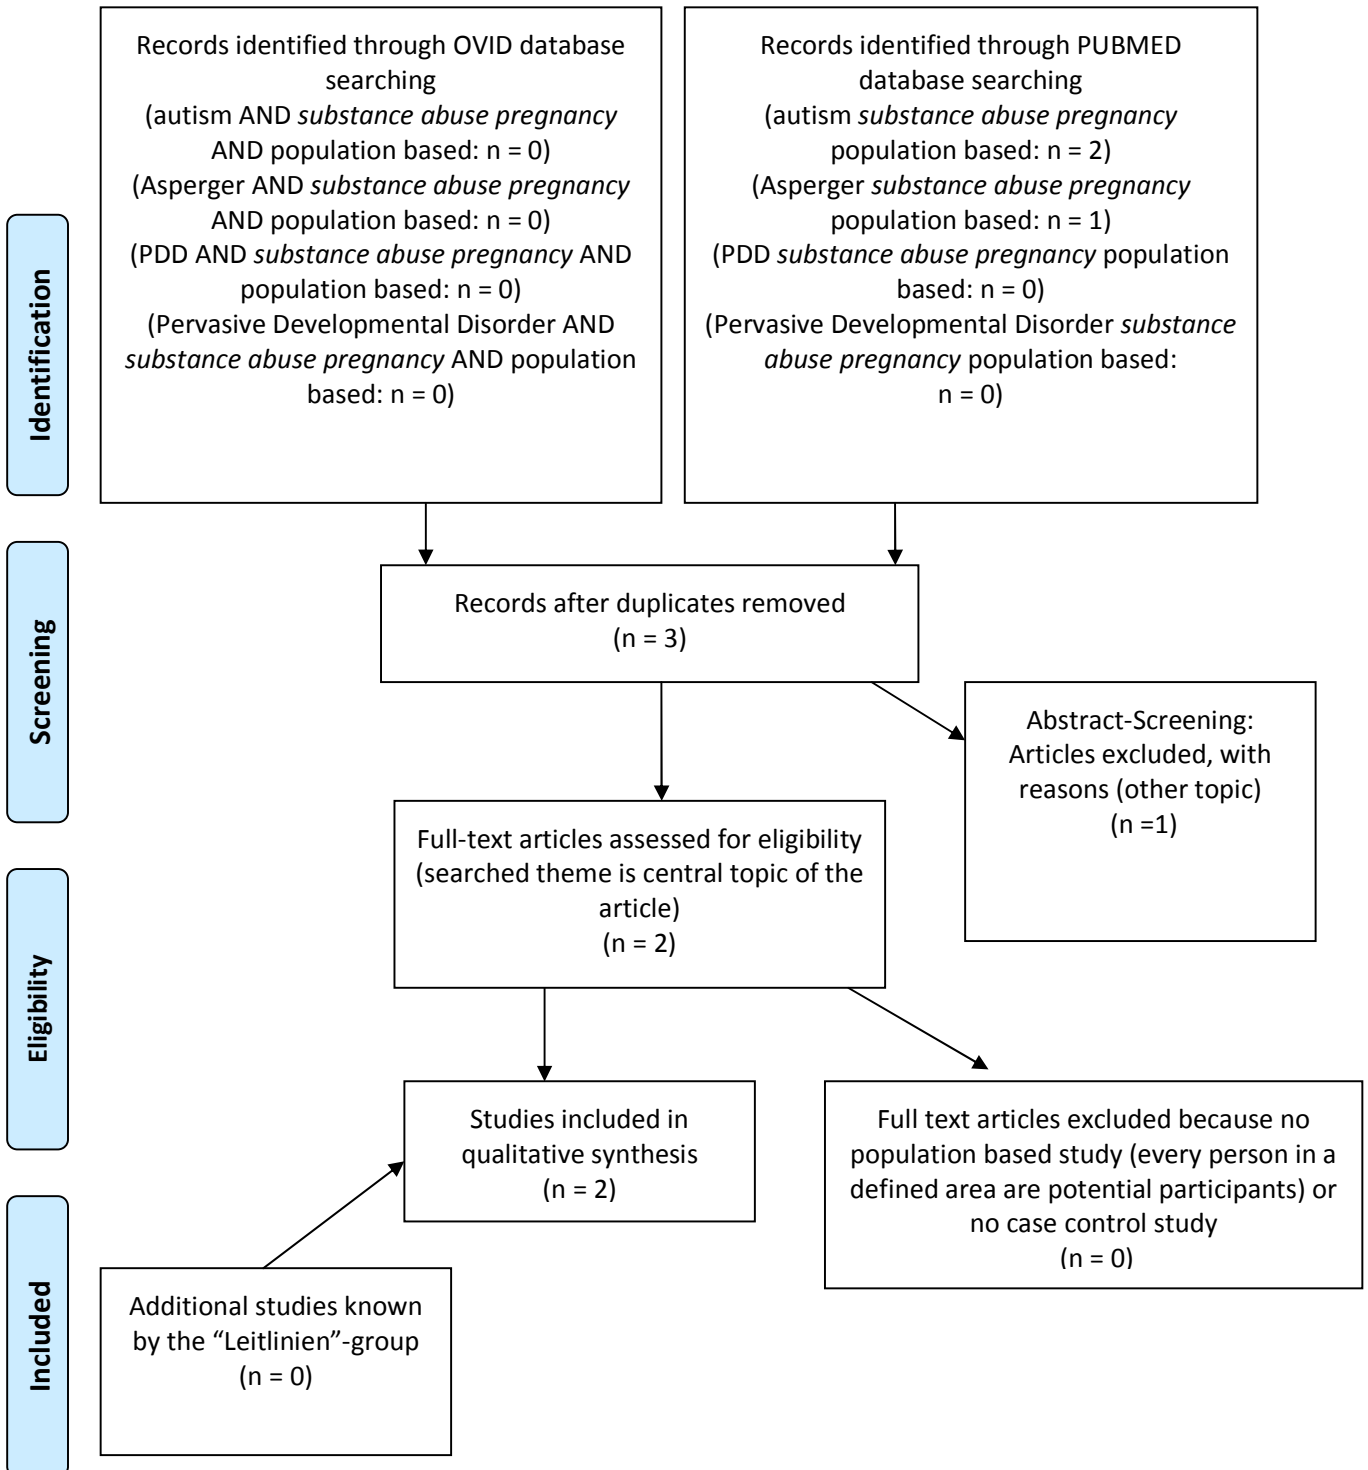 Records identified through OVID database
searching
(autism AND substance abuse pregnancy
AND population based: n = 0)
(Asperger AND substance abuse pregnancy
AND population based: n = 0)
(PDD AND substance abuse pregnancy AND
population based: n = 0)
(Pervasive Developmental Disorder AND
substance abuse pregnancy AND population
based: n = 0)
Records identified through PUBMED
database searching
(autism substance abuse pregnancy
population based: n = 2)
(Asperger substance abuse pregnancy
population based: n = 1)
(PDD substance abuse pregnancy population
based: n = 0)
(Pervasive Developmental Disorder substance
abuse pregnancy population based:
n = 0)
Identification
Records after duplicates removed
(n = 3)
Screening
Abstract-Screening:
Articles excluded, with
reasons (other topic)
(n =1)
Full-text articles assessed for eligibility
(searched theme is central topic of the
article)
(n = 2)
Eligibility
Studies included in
qualitative synthesis
(n = 2)
Full text articles excluded because no
population based study (every person in a
defined area are potential participants) or
no case control study
(n = 0)
Included
Additional studies known
by the “Leitlinien”-group
(n = 0)